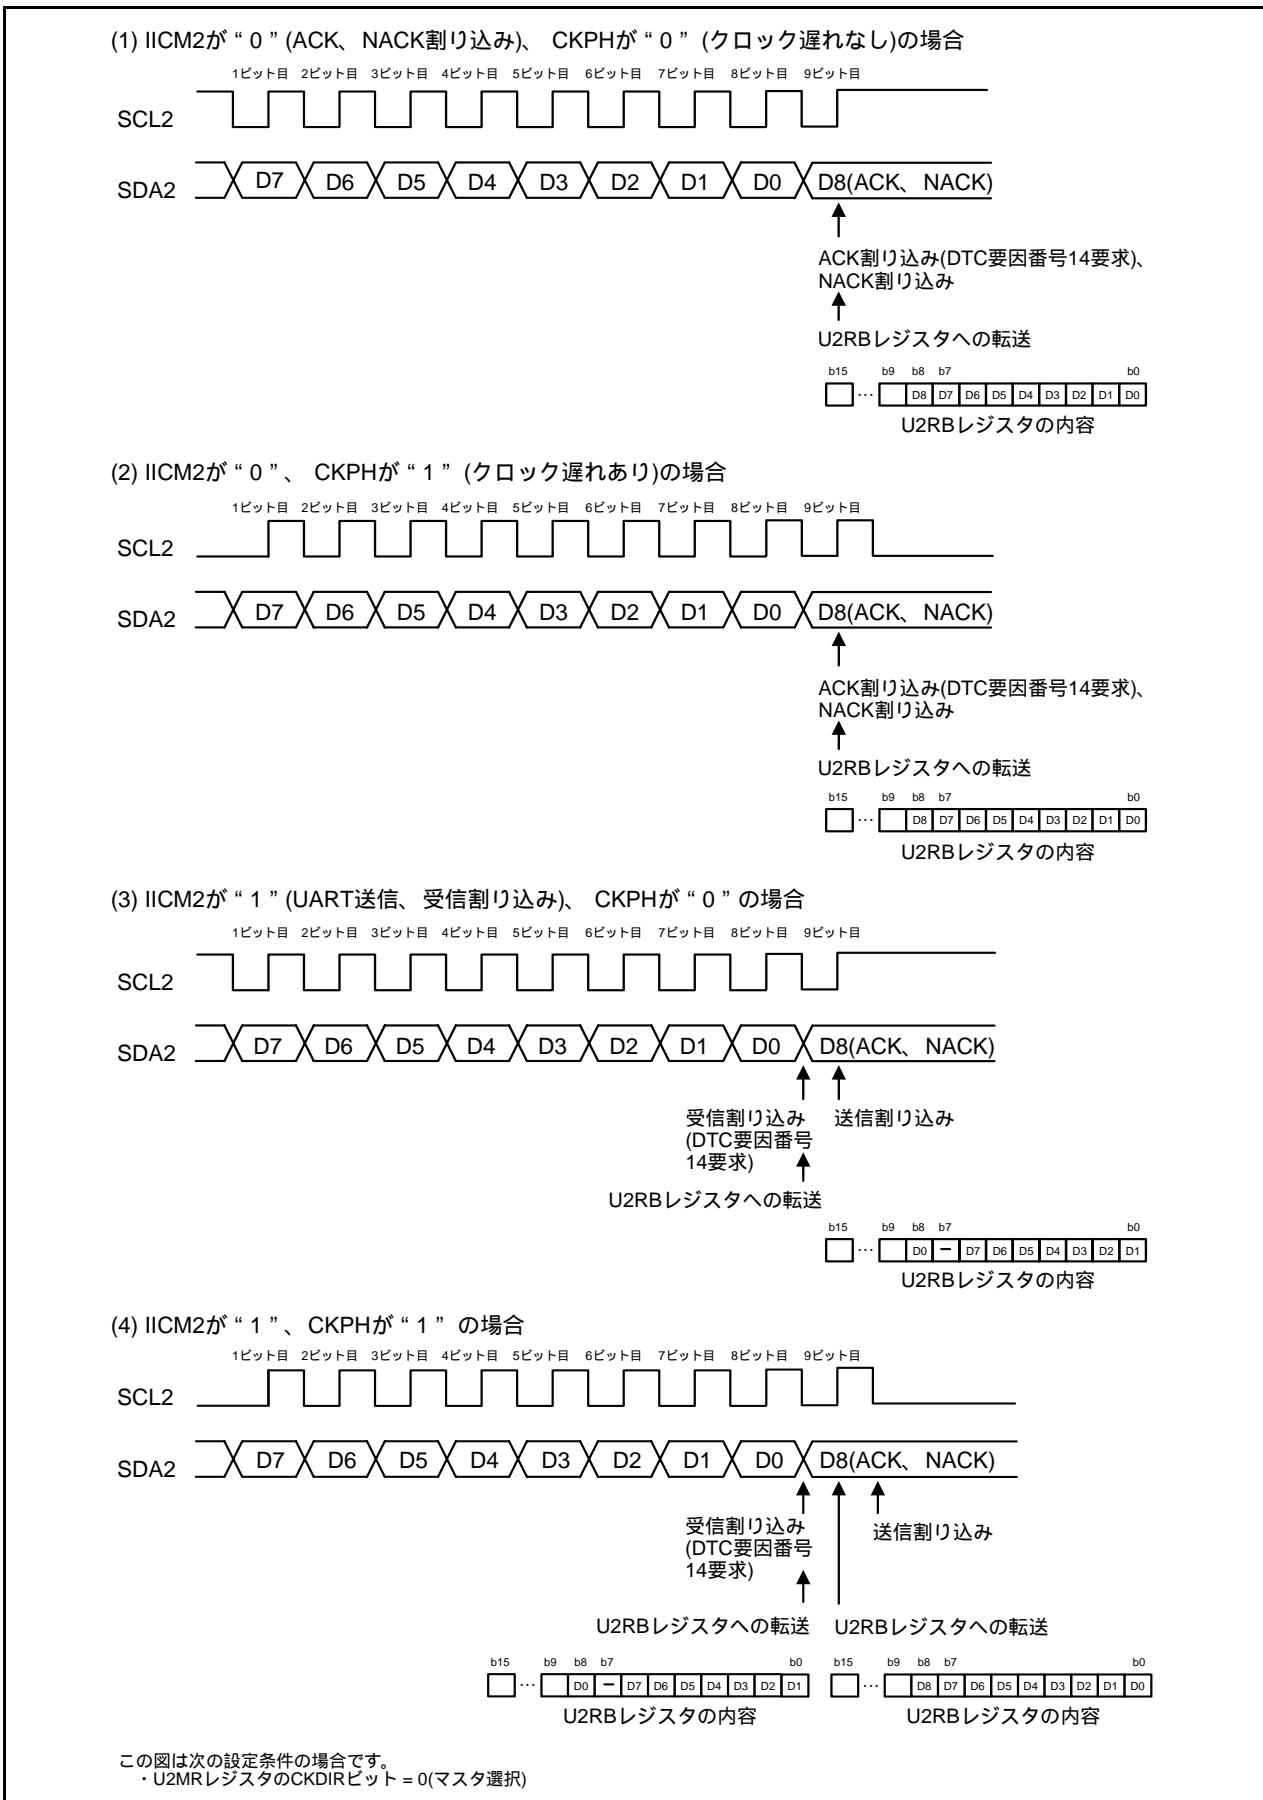 (1) IICM2が“0”(ACK、NACK割り込み)、 CKPHが“0” (クロック遅れなし)の場合
1ビット目 2ビット目 3ビット目 4ビット目 5ビット目 6ビット目 7ビット目 8ビット目 9ビット目
SCL2
SDA2 D7 D6 D5 D4 D3 D2 D1 D0 D8(ACK、 NACK)
ACK割り込み(DTC要因番号14要求)、
NACK割り込み
U2RBレジスタへの転送
b15 b9 b8 b7 b0
… D8 D7 D6 D5 D4 D3 D2 D1 D0
U2RBレジスタの内容
(2) IICM2が“0”、 CKPHが“1” (クロック遅れあり)の場合
1ビット目 2ビット目 3ビット目 4ビット目 5ビット目 6ビット目 7ビット目 8ビット目 9ビット目
SCL2
SDA2 D7 D6 D5 D4 D3 D2 D1 D0 D8(ACK、 NACK)
ACK割り込み(DTC要因番号14要求)、
NACK割り込み
U2RBレジスタへの転送
b15 b9 b8 b7 b0
… D8 D7 D6 D5 D4 D3 D2 D1 D0
U2RBレジスタの内容
(3) IICM2が“1”(UART送信、受信割り込み)、 CKPHが“0”の場合
1ビット目 2ビット目 3ビット目 4ビット目 5ビット目 6ビット目 7ビット目 8ビット目 9ビット目
SCL2
SDA2 D7 D6 D5 D4 D3 D2 D1 D0 D8(ACK、 NACK)
受信割り込み 送信割り込み
(DTC要因番号
14要求)
U2RBレジスタへの転送
b15 b9 b8 b7 b0
… D0 − D7 D6 D5 D4 D3 D2 D1
U2RBレジスタの内容
(4) IICM2が“1”、CKPHが“1” の場合
1ビット目 2ビット目 3ビット目 4ビット目 5ビット目 6ビット目 7ビット目 8ビット目 9ビット目
SCL2
SDA2 D7 D6 D5 D4 D3 D2 D1 D0 D8(ACK、 NACK)
受信割り込み 送信割り込み
(DTC要因番号
14要求)
U2RBレジスタへの転送 U2RBレジスタへの転送
b15 b9 b8 b7 b0 b15 b9 b8 b7 b0
… D0 − D7 D6 D5 D4 D3 D2 D1 … D8 D7 D6 D5 D4 D3 D2 D1 D0
U2RBレジスタの内容 U2RBレジスタの内容
この図は次の設定条件の場合です。
・U2MRレジスタのCKDIRビット = 0(マスタ選択)